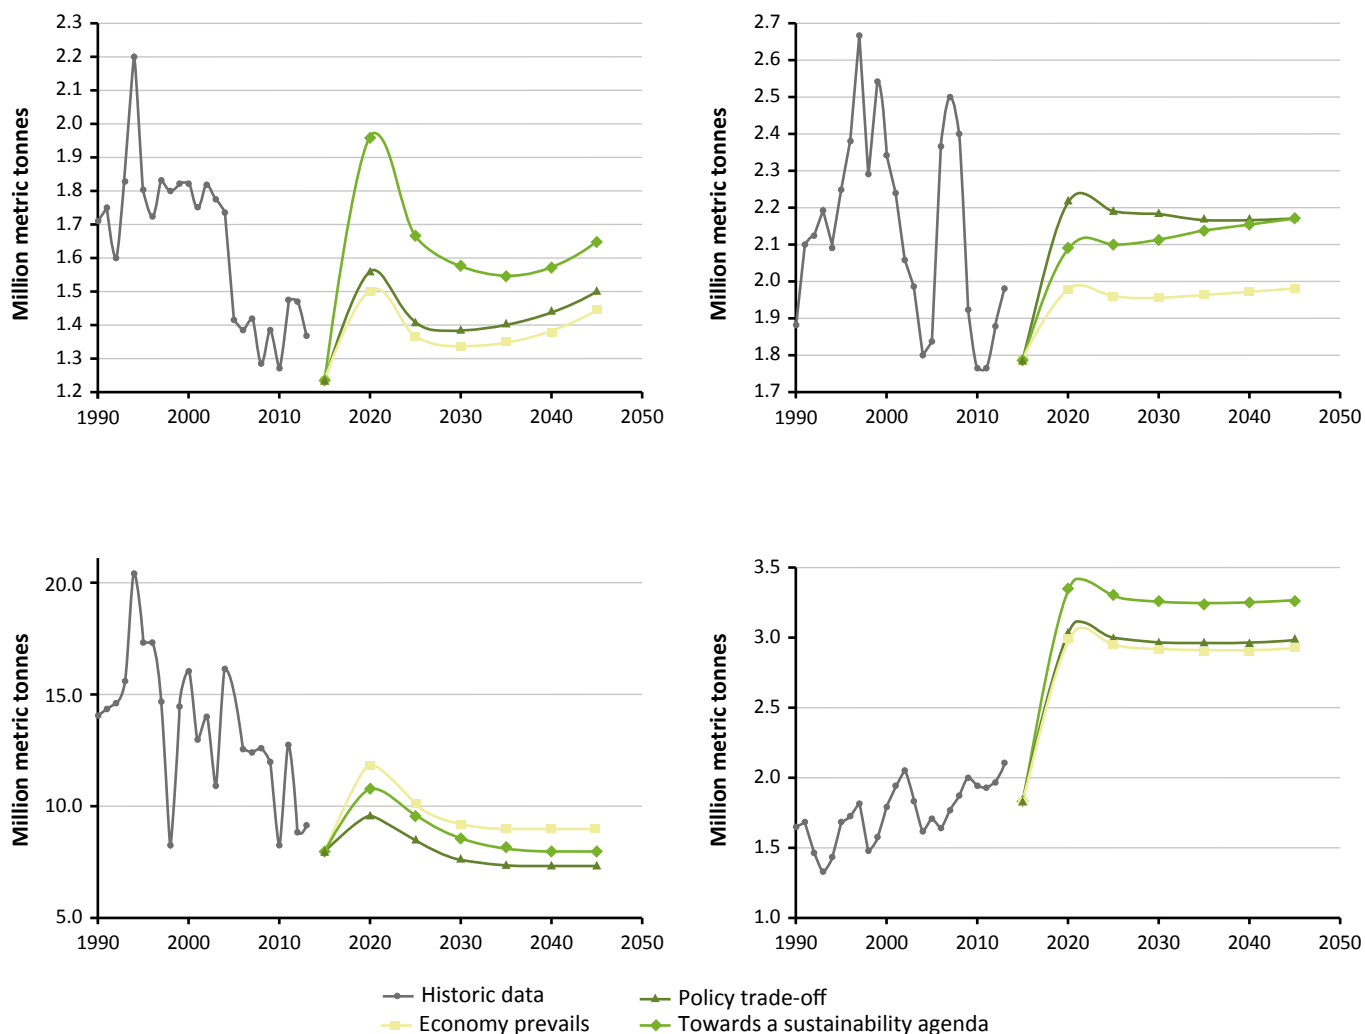 Million metric tonnes
2.3
2.2
2.1
2.0
1.9
1.8
1.7
1.6
1.5
1.4
1.3
1.2
1990 2000 2010 2020 2030 2040 2050
Million metric tonnes
2.7
2.6
2.5
2.4
2.3
2.2
2.1
2.0
1.9
1.8
1.7
1990 2000 2010 2020 2030 2040 2050
Million metric tonnes
20.0
15.0
10.0
5.0
1990 2000 2010 2020 2030 2040 2050
Million metric tonnes
3.5
3.0
2.5
2.0
1.5
1.0
1990 2000 2010 2020 2030 2040 2050
Historic data
Policy trade-off
Economy prevails
Towards a sustainability agenda